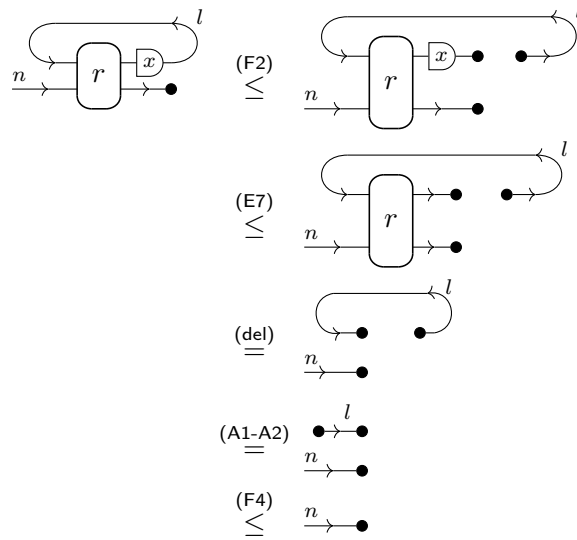 l l
n r x (F2) ≤ n r x
(E7) ≤ n r l
(del) = n l
(A1-A2) = l n
(F4) ≤ n